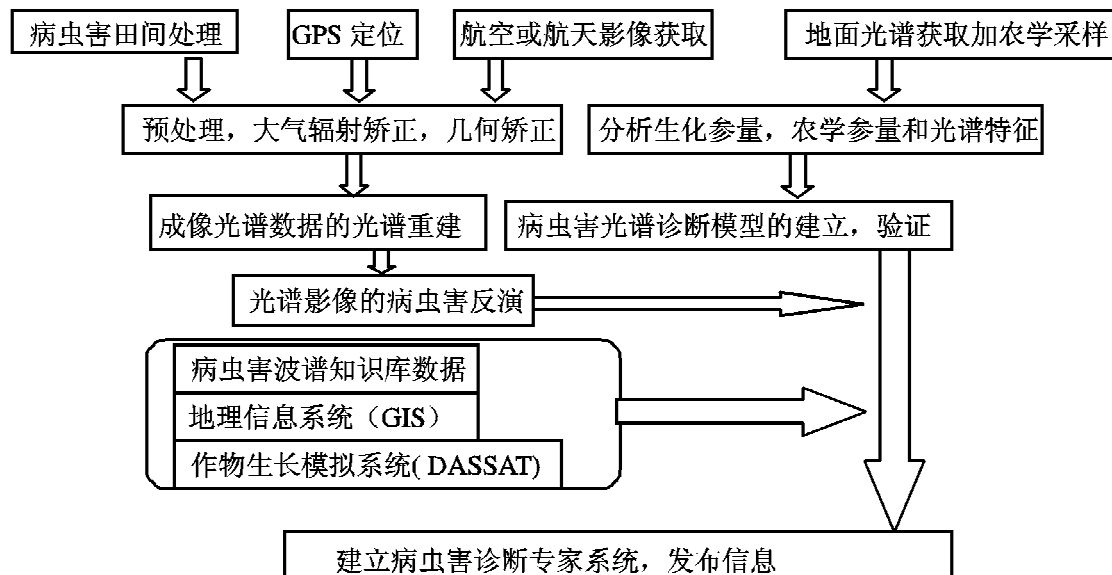 病虫害田间处理
GPS 定位
航空或航天影像获取
地面光谱获取加农学采样
预处理，大气辐射矫正，几何矫正
分析生化参量，农学参量和光谱特征
成像光谱数据的光谱重建
病虫害光谱诊断模型的建立，验证
光谱影像的病虫害反演
病虫害波谱知识库数据
地理信息系统（GIS）
作物生长模拟系统( DASSAT)
建立病虫害诊断专家系统，发布信息